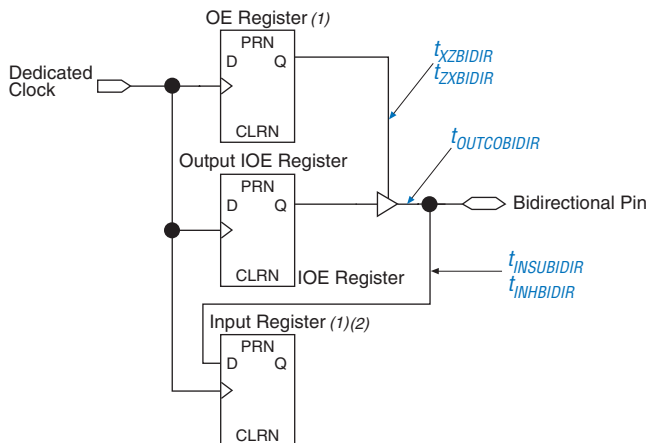 OE Register (1)
PRN
D Q
CLRN
Dedicated
Clock
tXZBIDIR
tZXBIDIR
tOUTCOBIDIR
Output IOE Register
PRN
D Q
CLRN
Bidirectional Pin
IOE Register
tINSUBIDIR
tINHBIDIR
Input Register (1)(2)
PRN
D Q
CLRN